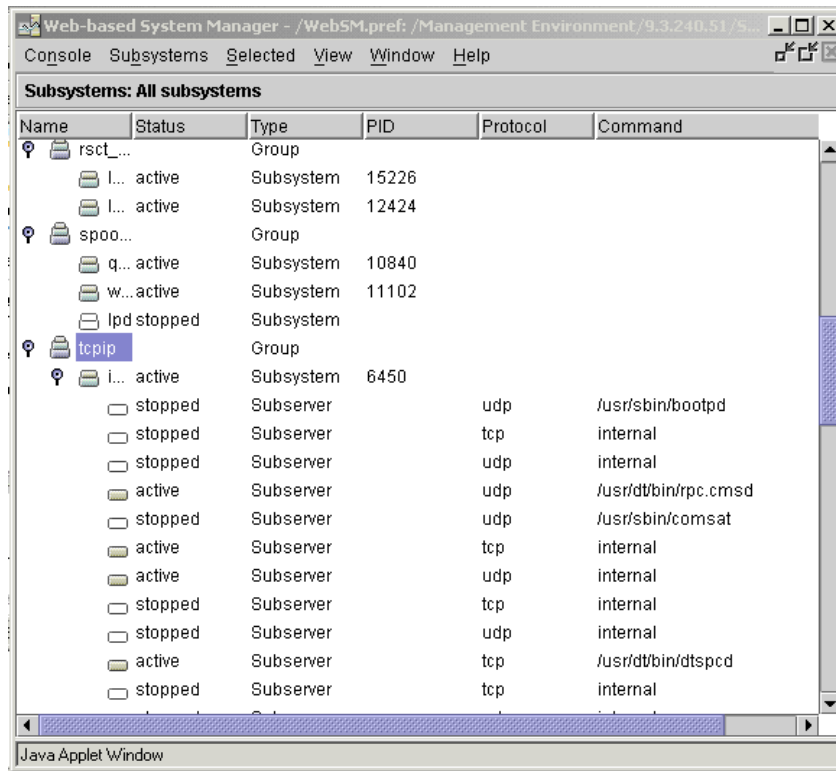 Web-based System Manager - /WebSM.pref: /Management Environment/9.3.240.51/S...
Console Subsystems Selected View Window Help
Subsystems: All subsystems
Name Status Type PID Protocol Command
rsct_... Group
l... active Subsystem 15226
l... active Subsystem 12424
spoo... Group
q... active Subsystem 10840
w... active Subsystem 11102
lpd stopped Subsystem
tcpip Group
i... active Subsystem 6450
stopped Subserver udp /usr/sbin/bootpd
stopped Subserver tcp internal
stopped Subserver udp internal
active Subserver udp /usr/dt/bin/rpc.cmsd
stopped Subserver udp /usr/sbin/comsat
active Subserver tcp internal
active Subserver udp internal
stopped Subserver tcp internal
stopped Subserver udp internal
active Subserver tcp /usr/dt/bin/dtspcd
stopped Subserver tcp internal
Java Applet Window